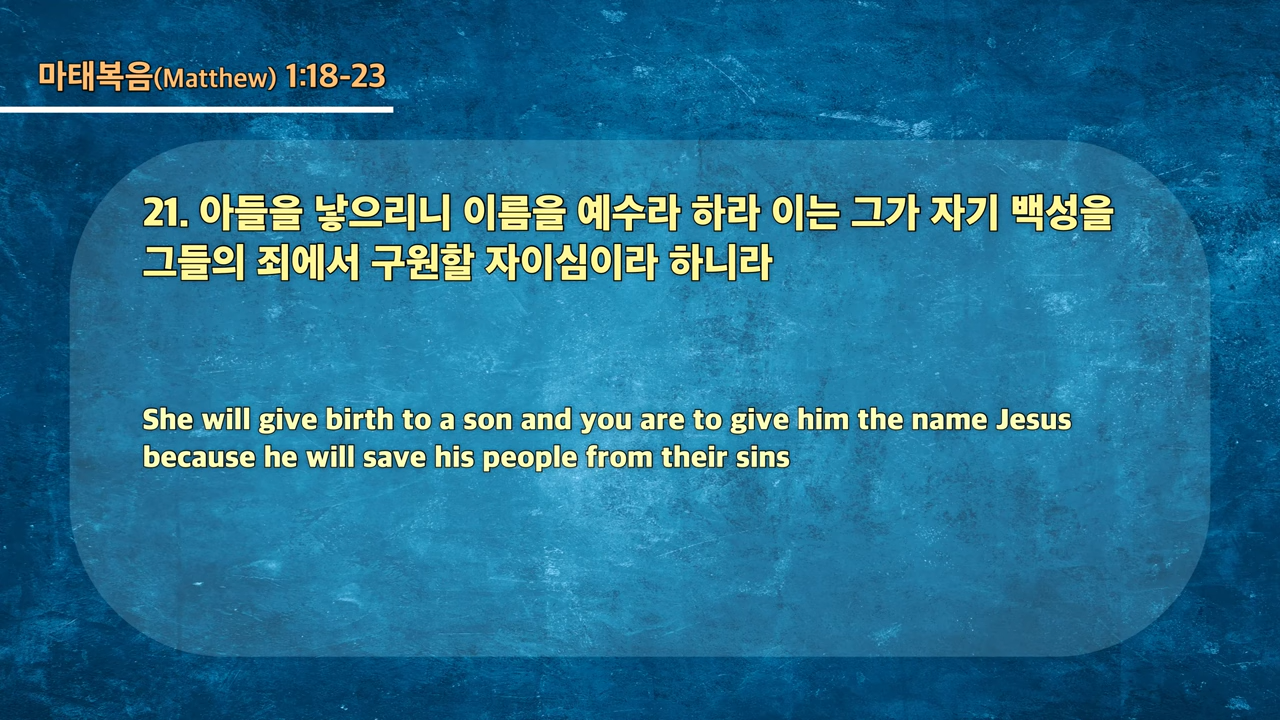 마태복음(Matthew) 1:18-23
21. 아들을 낳으리니 이름을 예수라 하라 이는 그가 자기 백성을
그들의 죄에서 구원할 자이심이라 하니라
She will give birth to a son and you are to give him the name Jesus
because he will save his people from their sins